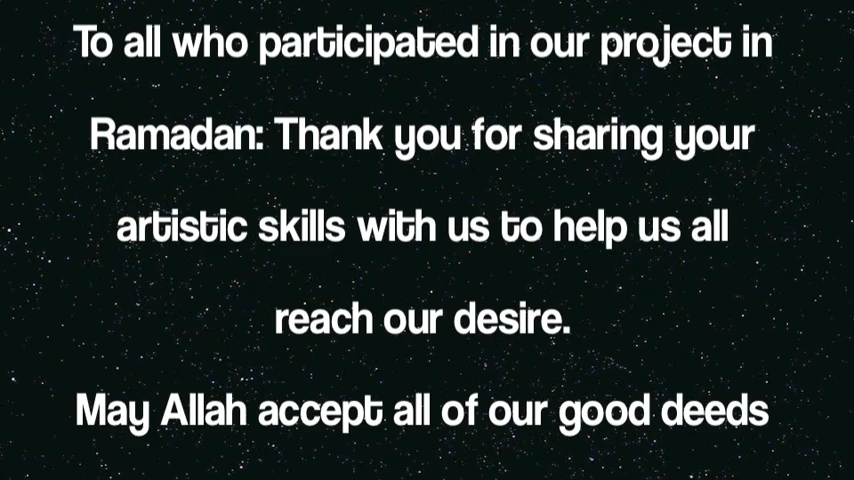 To all who participated in our project in
Ramadan: Thank you for sharing your
artistic skills with us to help us all
reach our desire.
May Allah accept all of our good deeds